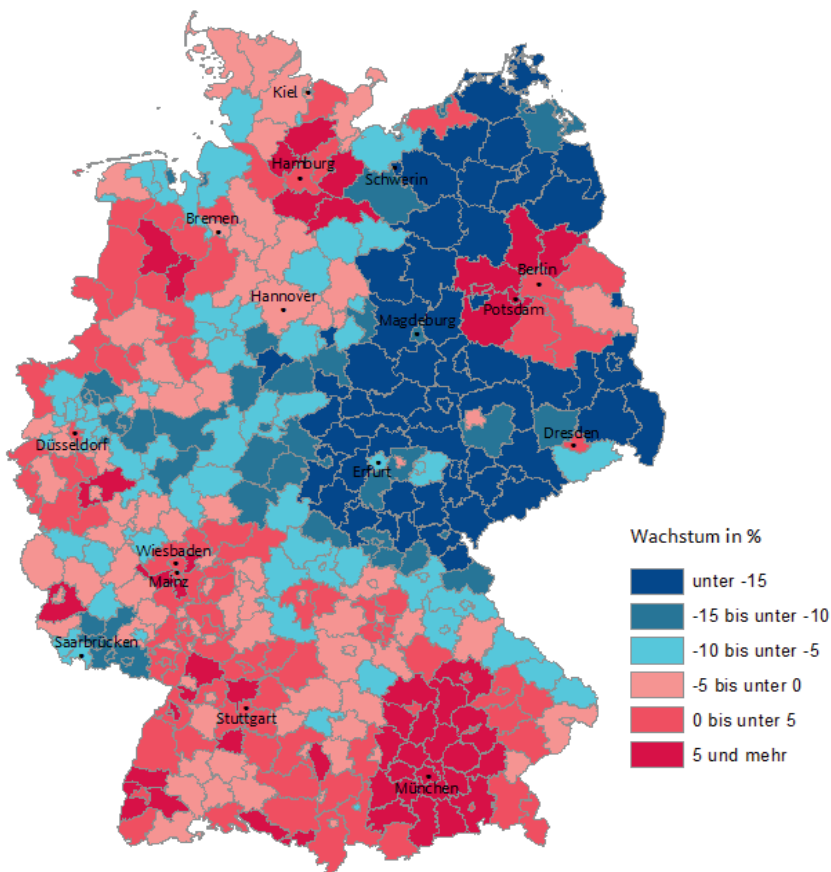 Kiel
Hamburg
Schwerin
Bremen
Berlin
Hannover
Potsdam
Magdeburg
Düsseldorf
Dresden
Erfurt
Wiesbaden
Mainz
Saarbrücken
Stuttgart
München
Wachstum in %
unter -15
-15 bis unter -10
-10 bis unter -5
-5 bis unter 0
0 bis unter 5
5 und mehr